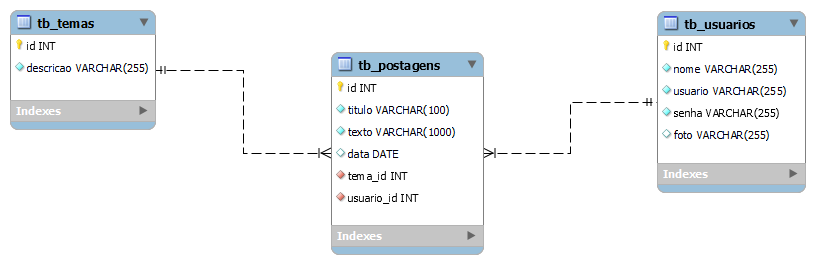 tb_temas
id INT
descricao VARCHAR(255)
Indexes
tb_postagens
id INT
titulo VARCHAR(100)
texto VARCHAR(1000)
data DATE
tema_id INT
usuario_id INT
Indexes
tb_usuarios
id INT
nome VARCHAR(255)
usuario VARCHAR(255)
senha VARCHAR(255)
foto VARCHAR(255)
Indexes